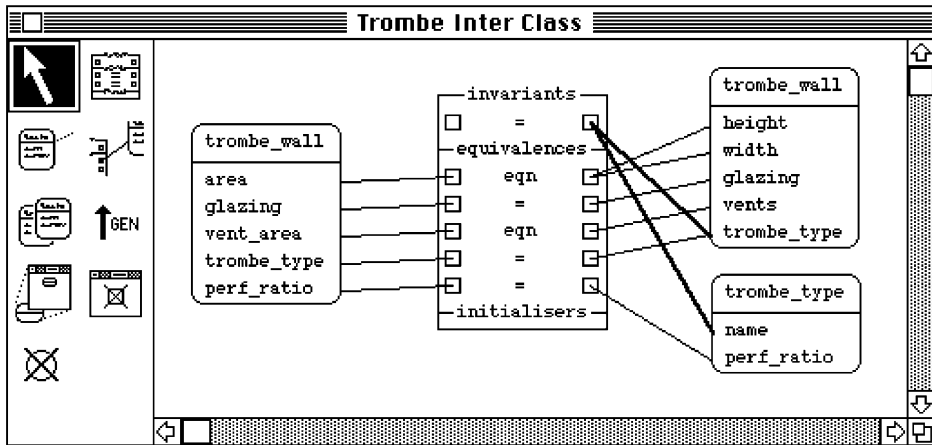 Trombe Inter Class
GEN
trombe_wall
area
glazing
vent_area
trombe_type
perf_ratio
invariants
=
equivalences
eqn
=
eqn
=
=
initialisers
trombe_wall
height
width
glazing
vents
trombe_type
trombe_type
name
perf_ratio